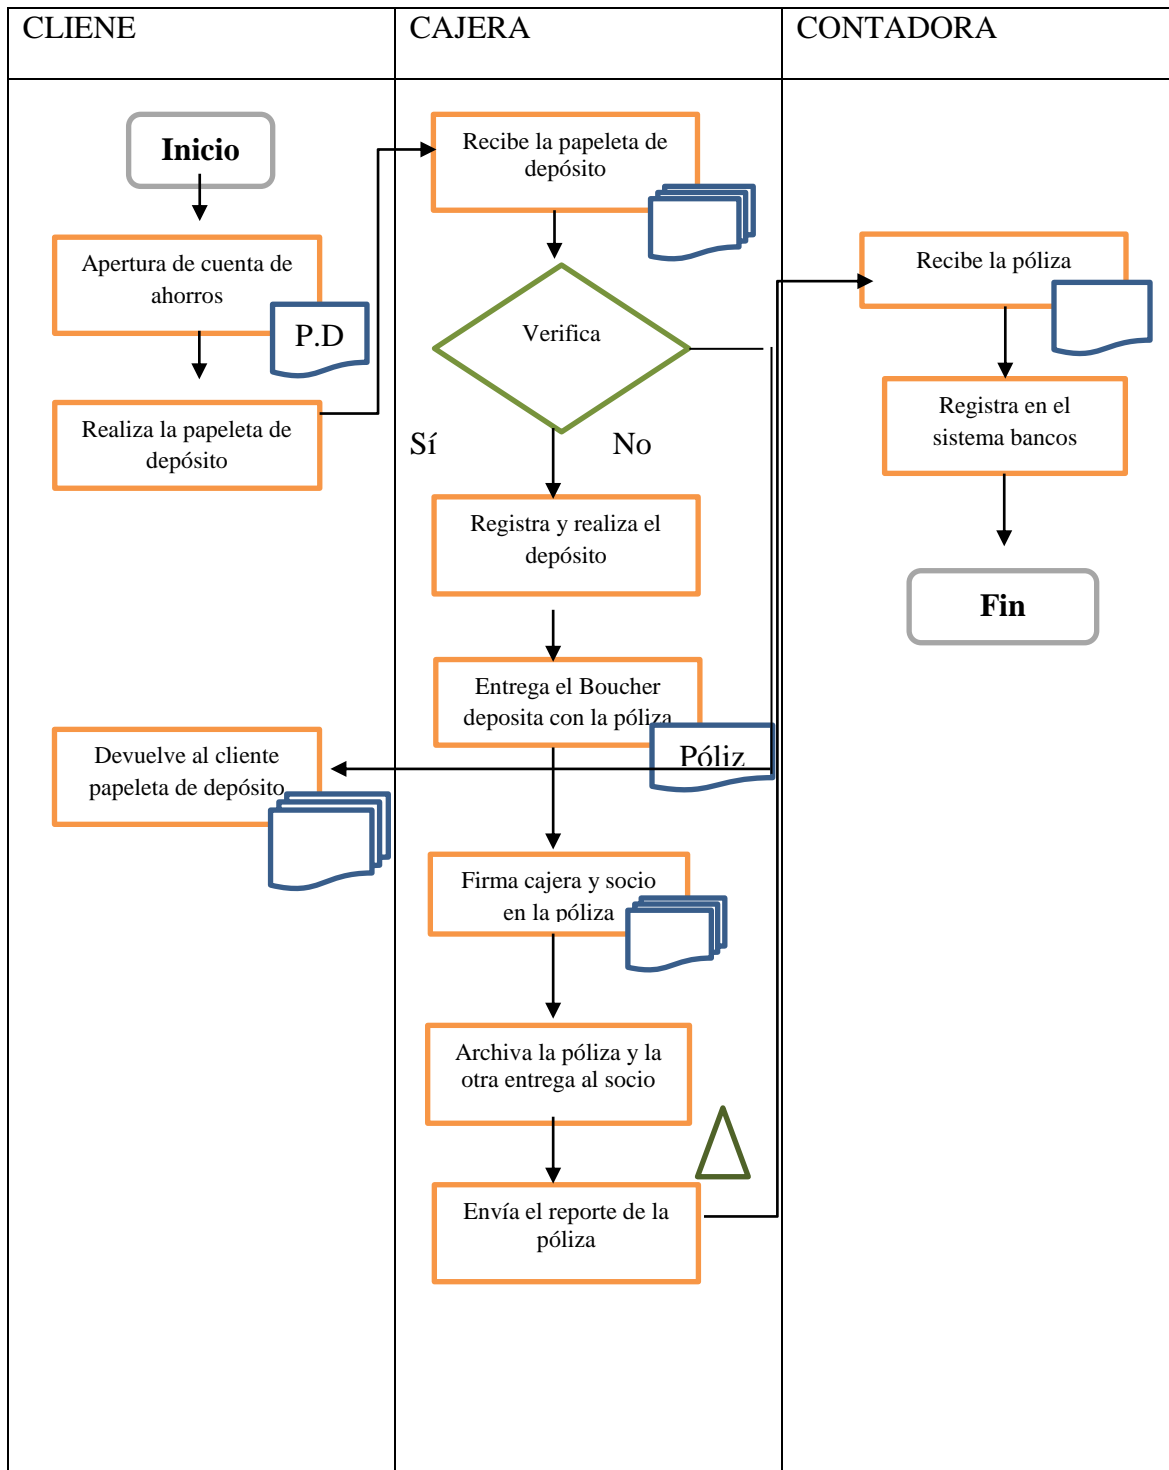 CLIENE
CAJERA
CONTADORA
Inicio
Apertura de cuenta de
ahorros
P.D
Realiza la papeleta de
depósito
Recibe la papeleta de
depósito
Verifica
Sí
No
Registra y realiza el
depósito
Entrega el Boucher
deposita con la póliza
Póliz
Devuelve al cliente
papeleta de depósito
Firma cajera y socio
en la póliza
Archiva la póliza y la
otra entrega al socio
Envía el reporte de la
póliza
Recibe la póliza
Registra en el
sistema bancos
Fin